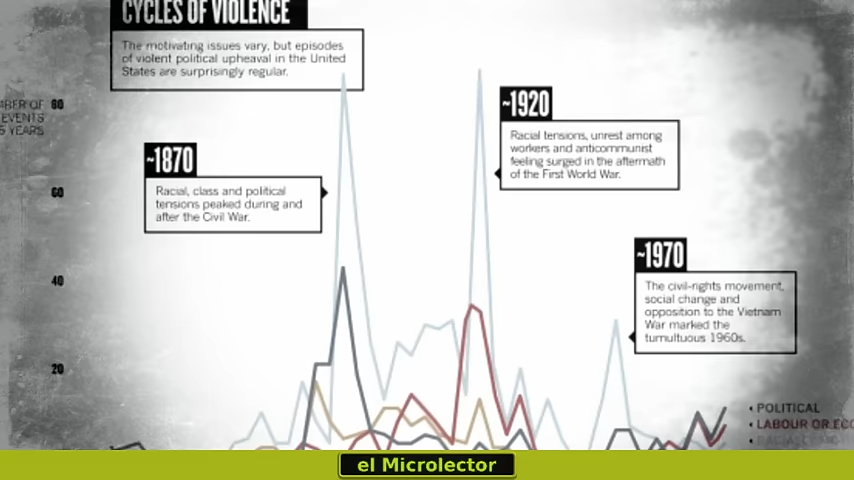 CYCLES OF VIOLENCE
The motivating issues vary, but episodes
of violent political upheaval in the United
States are surprisingly regular.
OF
EVENTS
YEARS
80
60
40
20
~1870
Racial, class and political
tensions peaked during and
after the Civil War.
~1920
Racial tensions, unrest among
workers and anticommunist
feeling surged in the aftermath
of the First World War.
~1970
The civil-rights movement,
social change and
opposition to the Vietnam
War marked the
tumultuous 1960s.
POLITICAL
LABOUR OR
el Microlector